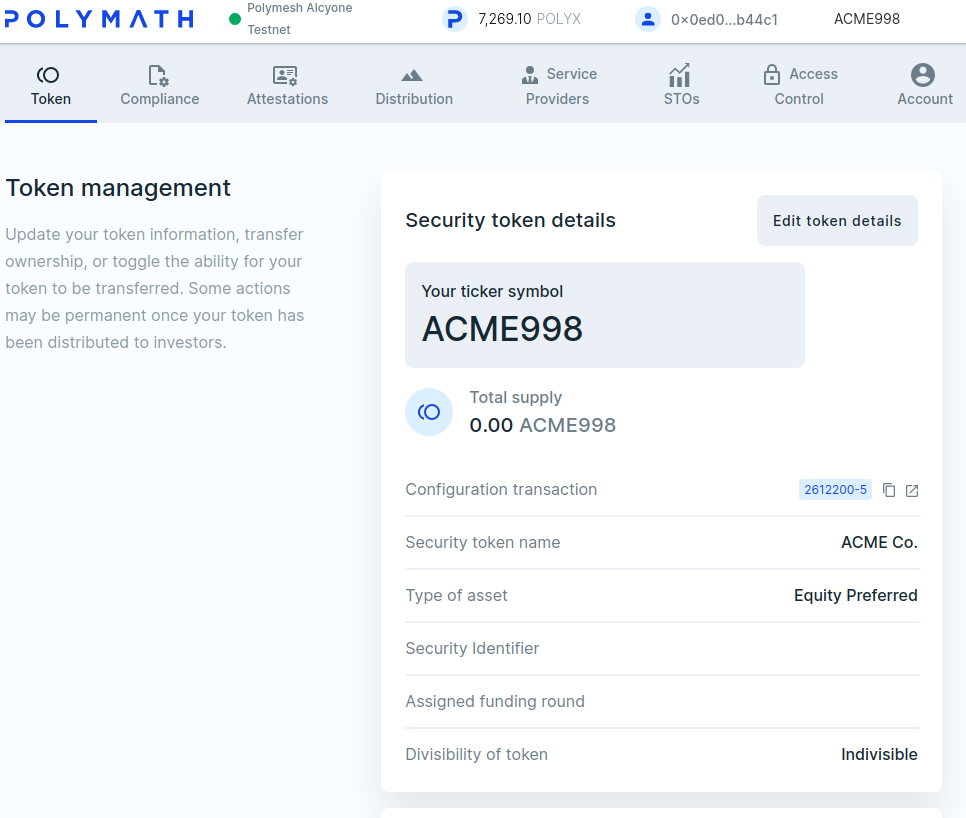 POLYMATH
Polymesh Alcyone
Testnet
7,269.10 POLYX
0x0ed0...b44c1
ACME998
Token
Compliance
Attestations
Distribution
Service
Providers
STOs
Access
Control
Account
Token management
Update your token information, transfer
ownership, or toggle the ability for your
token to be transferred. Some actions
may be permanent once your token has
been distributed to investors.
Security token details
Edit token details
Your ticker symbol
ACME998
Total supply
0.00 ACME998
Configuration transaction
2612200-5
Security token name
ACME Co.
Type of asset
Equity Preferred
Security Identifier
Assigned funding round
Divisibility of token
Indivisible